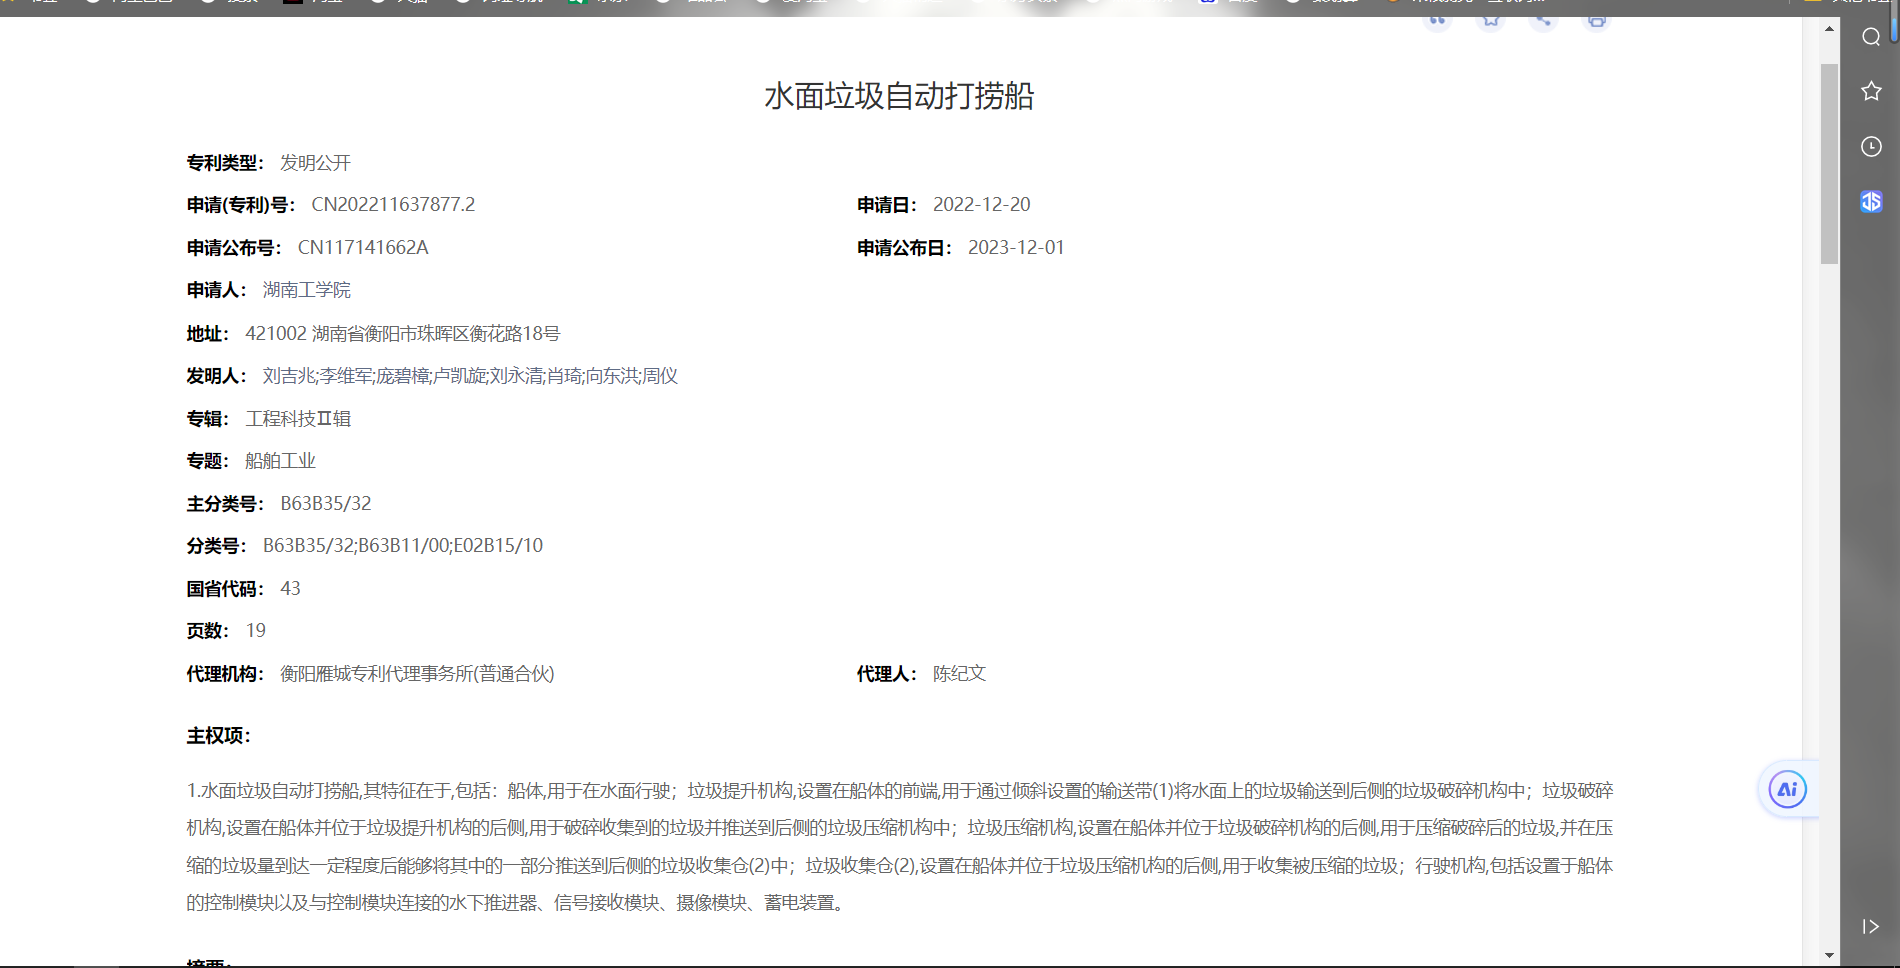 水面垃圾自动打捞船
专利类型： 发明公开
申请(专利)号： CN202211637877.2 申请日： 2022-12-20
申请公布号： CN117141662A 申请公布日： 2023-12-01
申请人： 湖南工学院
地址： 421002 湖南省衡阳市珠晖区衡花路18号
发明人： 刘吉兆;李维军;庞碧樟;卢凯旋;刘永清;肖琦;向东洪;周仪
专辑： 工程科技Ⅱ辑
专题： 船舶工业
主分类号： B63B35/32
分类号： B63B35/32;B63B11/00;E02B15/10
国省代码： 43
页数： 19
代理机构： 衡阳雁城专利代理事务所(普通合伙) 代理人： 陈纪文
主权项：
1.水面垃圾自动打捞船,其特征在于,包括：船体,用于在水面行驶；垃圾提升机构,设置在船体的前端,用于通过倾斜设置的输送带(1)将水面上的垃圾输送到后侧的垃圾破碎机构中；垃圾破碎
机构,设置在船体并位于垃圾提升机构的后侧,用于破碎收集到的垃圾并推送到后侧的垃圾压缩机构中；垃圾压缩机构,设置在船体并位于垃圾破碎机构的后侧,用于压缩破碎后的垃圾,并在压
缩的垃圾量到达一定程度后能够将其中的一部分推送到后侧的垃圾收集仓(2)中；垃圾收集仓(2),设置在船体并位于垃圾压缩机构的后侧,用于收集被压缩的垃圾；行驶机构,包括设置于船体
的控制模块以及与控制模块连接的水下推进器、信号接收模块、摄像模块、蓄电装置。
Ai